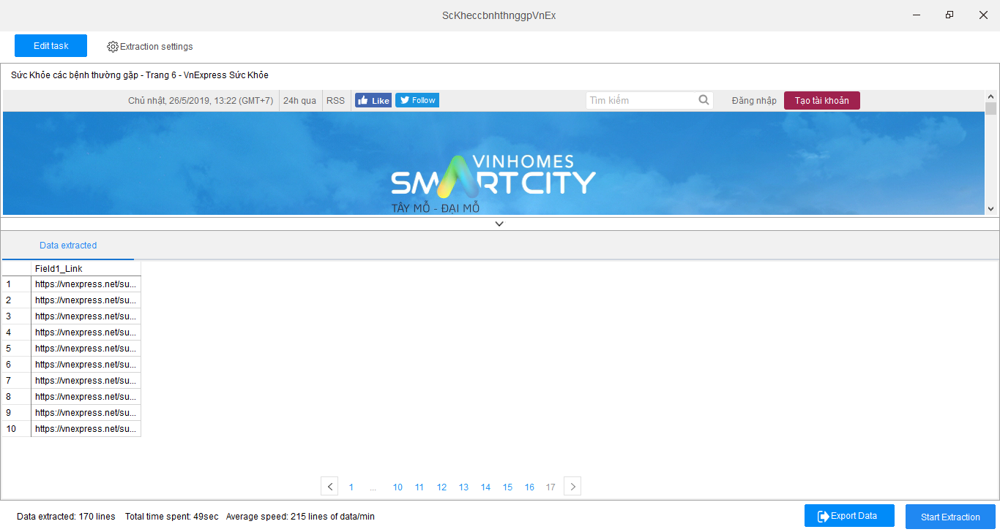 ScKheccbnhthnggpVnEx
Edit task
Extraction settings
Sức Khỏe các bệnh thường gặp - Trang 6 - VnExpress Sức Khỏe
Chủ nhật, 26/5/2019, 13:22 (GMT+7) 24h qua RSS Like Follow Tìm kiếm Đăng nhập Tạo tài khoản
VINHOMES
SMARTCITY
TÂY MỖ - ĐẠI MỖ
Data extracted
Field1_Link
1 https://vnexpress.net/su...
2 https://vnexpress.net/su...
3 https://vnexpress.net/su...
4 https://vnexpress.net/su...
5 https://vnexpress.net/su...
6 https://vnexpress.net/su...
7 https://vnexpress.net/su...
8 https://vnexpress.net/su...
9 https://vnexpress.net/su...
10 https://vnexpress.net/su...
1 ... 10 11 12 13 14 15 16 17
Data extracted: 170 lines Total time spent: 49sec Average speed: 215 lines of data/min
Export Data
Start Extraction